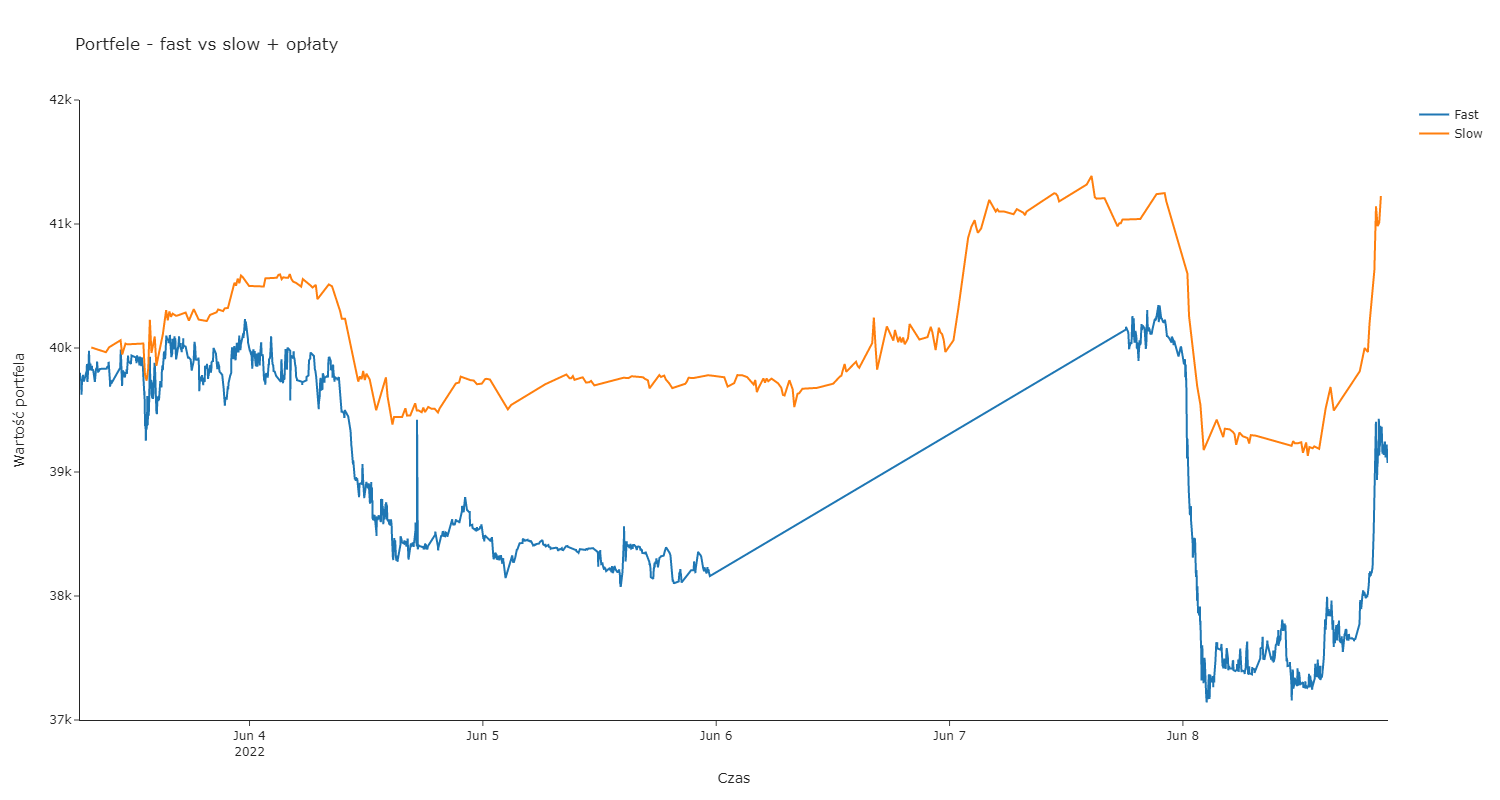 Portfele - fast vs slow + opłaty
Fast
Slow
Wartość portfela
42k
41k
40k
39k
38k
37k
Jun 4
2022
Jun 5
Jun 6
Jun 7
Jun 8
Czas